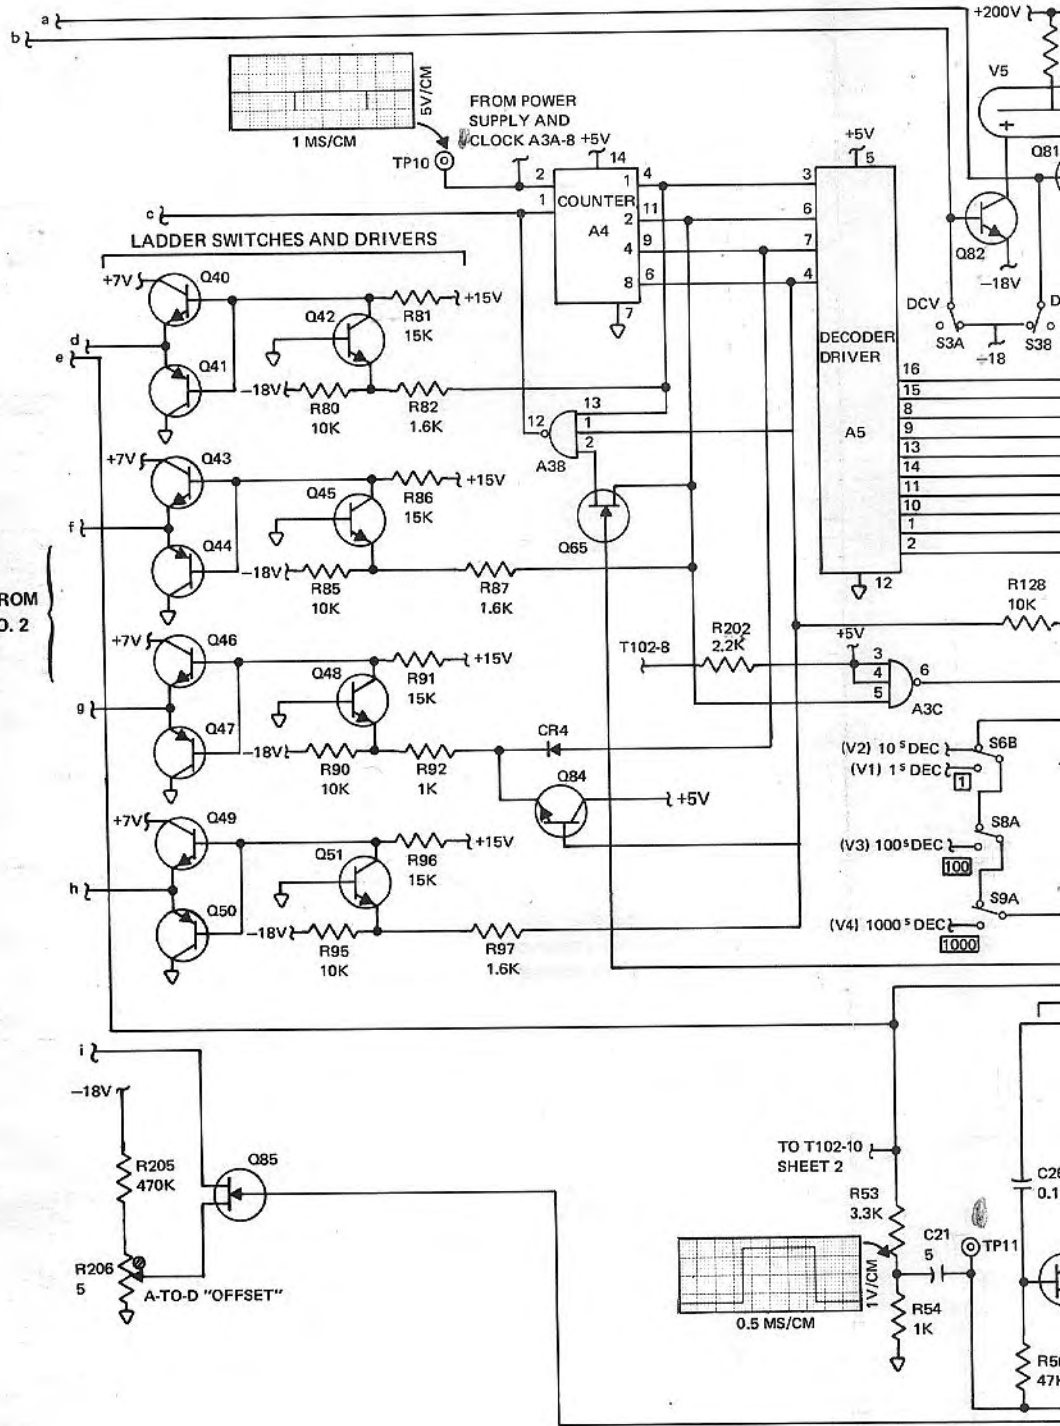 a
b
+200V
V5
5V/CM
1 MS/CM
FROM POWER
SUPPLY AND
CLOCK A3A-8 +5V
TP10
14
2
1
COUNTER
A4
1 4
2 11
4 9
8 6
7
+5V
5
3
6
7
4
DECODER
DRIVER
A5
16
15
8
9
13
14
11
10
1
2
12
Q81
Q82
−18V
DCV
D
S3A
S38
−18
c
LADDER SWITCHES AND DRIVERS
+7V
Q40
Q42
R81
15K
+15V
d
e
Q41
−18V
R80
10K
R82
1.6K
12
13
1
2
A38
Q65
+7V
Q43
Q45
R86
15K
+15V
f
Q44
−18V
R85
10K
R87
1.6K
ROM
O. 2
+7V
Q46
Q48
R91
15K
+15V
g
Q47
−18V
R90
10K
R92
1K
CR4
Q84
+5V
T102-8
R202
2.2K
+5V
3
4
5
6
A3C
R128
10K
(V2) 10 S DEC
S6B
(V1) 1 S DEC
1
S8A
(V3) 100 S DEC
100
S9A
(V4) 1000 S DEC
1000
+7V
Q49
Q51
R96
15K
+15V
h
Q50
−18V
R95
10K
R97
1.6K
i
−18V
R205
470K
Q85
R206
5
A-TO-D "OFFSET"
TO T102-10
SHEET 2
R53
3.3K
1V/CM
0.5 MS/CM
C21
5
TP11
R54
1K
C26
0.1
R5
47K